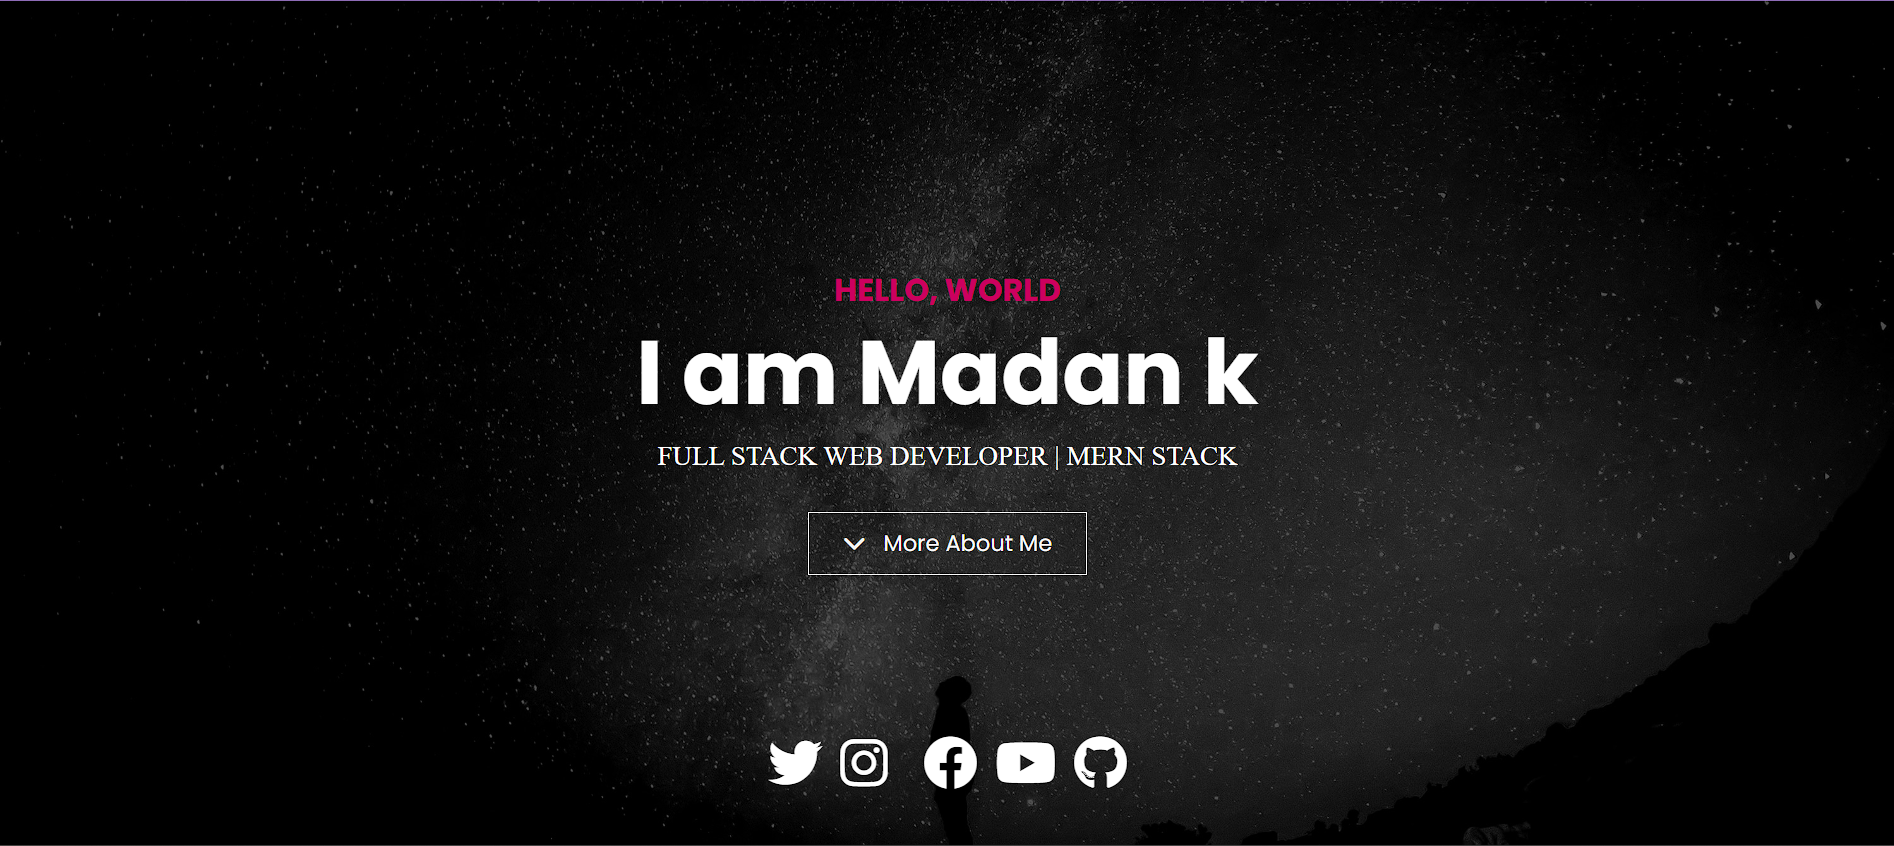 HELLO, WORLD
I am Madan k
FULL STACK WEB DEVELOPER | MERN STACK
More About Me